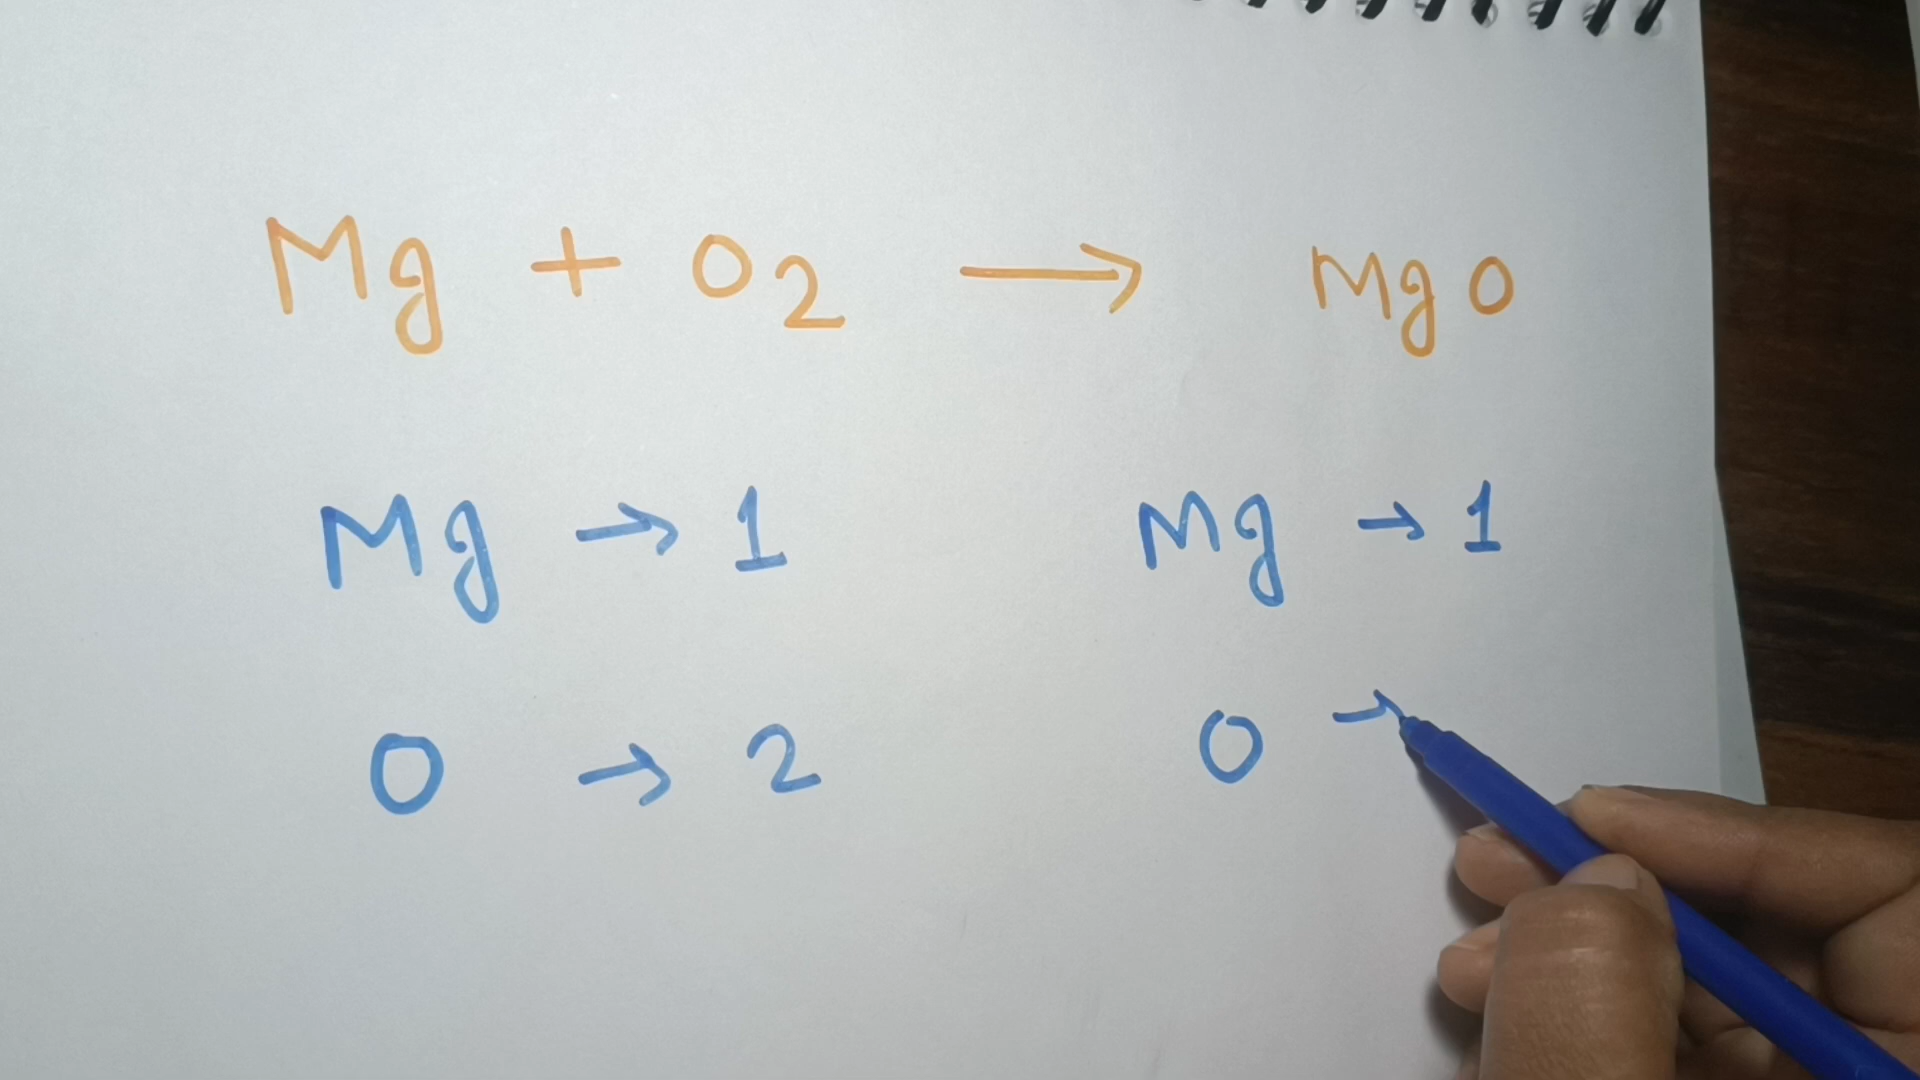 Mg + O2 → MgO
Mg → 1 Mg → 1
O → 2 O →